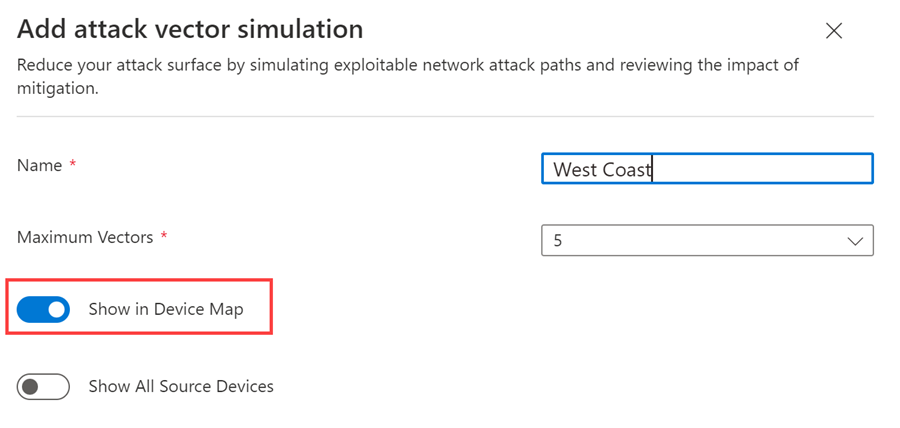 Add attack vector simulation
Reduce your attack surface by simulating exploitable network attack paths and reviewing the impact of
mitigation.
Name *
West Coast
Maximum Vectors *
5
Show in Device Map
Show All Source Devices